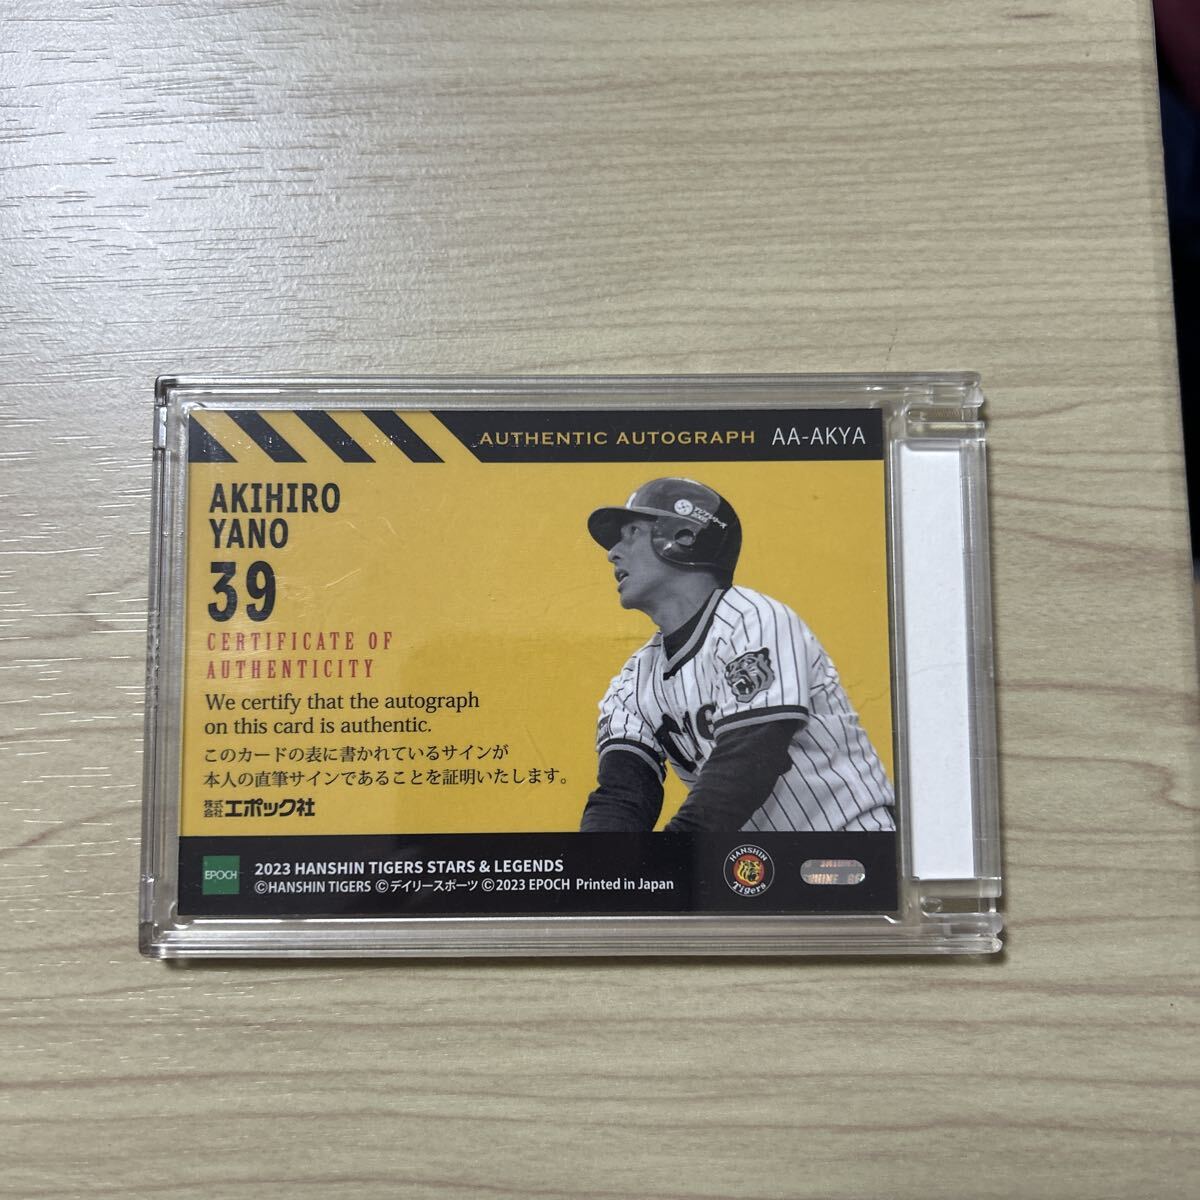 AUTHENTIC AUTOGRAPH AA-AKYA
AKIHIRO
YANO
39
CERTIFICATE OF
AUTHENTICITY
We certify that the autograph
on this card is authentic.
このカードの表に書かれているサインが
本人の直筆サインであることを証明いたします。
株式会社エポック社
EPOCH
2023 HANSHIN TIGERS STARS & LEGENDS
©HANSHIN TIGERS ©デイリースポーツ ©2023 EPOCH Printed in Japan
HANSHIN
Tigers